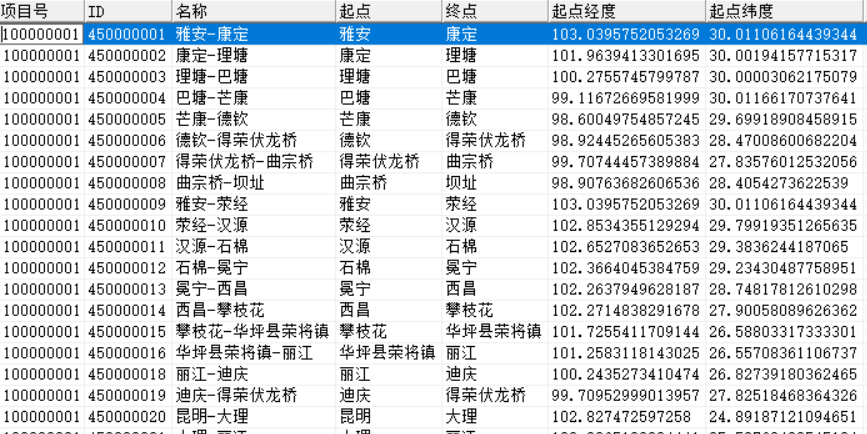 项目号 ID 名称 起点 终点 起点经度 起点纬度
100000001 450000001 雅安-康定 雅安 康定 103.0395752053269 30.01106164439344
100000001 450000002 康定-理塘 康定 理塘 101.9639413301695 30.00194157715317
100000001 450000003 理塘-巴塘 理塘 巴塘 100.2755745799787 30.00003062175079
100000001 450000004 巴塘-芒康 巴塘 芒康 99.11672669581999 30.01166170737641
100000001 450000005 芒康-德钦 芒康 德钦 98.60049754857245 29.69918908458915
100000001 450000006 德钦-得荣伏龙桥 德钦 得荣伏龙桥 98.92445265605383 28.47008600682204
100000001 450000007 得荣伏龙桥-曲宗桥 得荣伏龙桥 曲宗桥 99.70744457389884 27.83576012532056
100000001 450000008 曲宗桥-坝址 曲宗桥 坝址 98.90763682606536 28.4054273622539
100000001 450000009 雅安-荥经 雅安 荥经 103.0395752053269 30.01106164439344
100000001 450000010 荥经-汉源 荥经 汉源 102.8534355129294 29.79919351265635
100000001 450000011 汉源-石棉 汉源 石棉 102.6527083652653 29.3836244187065
100000001 450000012 石棉-冕宁 石棉 冕宁 102.3664045384759 29.23430487758951
100000001 450000013 冕宁-西昌 冕宁 西昌 102.2637949628187 28.74817812610298
100000001 450000014 西昌-攀枝花 西昌 攀枝花 102.2714838291678 27.90058089626362
100000001 450000015 攀枝花-华坪县荣将镇 攀枝花 华坪县荣将镇 101.7255411709144 26.58803317333301
100000001 450000016 华坪县荣将镇-丽江 华坪县荣将镇 丽江 101.2583118143025 26.55708361106737
100000001 450000018 丽江-迪庆 丽江 迪庆 100.2435273410474 26.82739180362465
100000001 450000019 迪庆-得荣伏龙桥 迪庆 得荣伏龙桥 99.70952999013957 27.82518468364326
100000001 450000020 昆明-大理 昆明 大理 102.827472597258 24.89187121094651